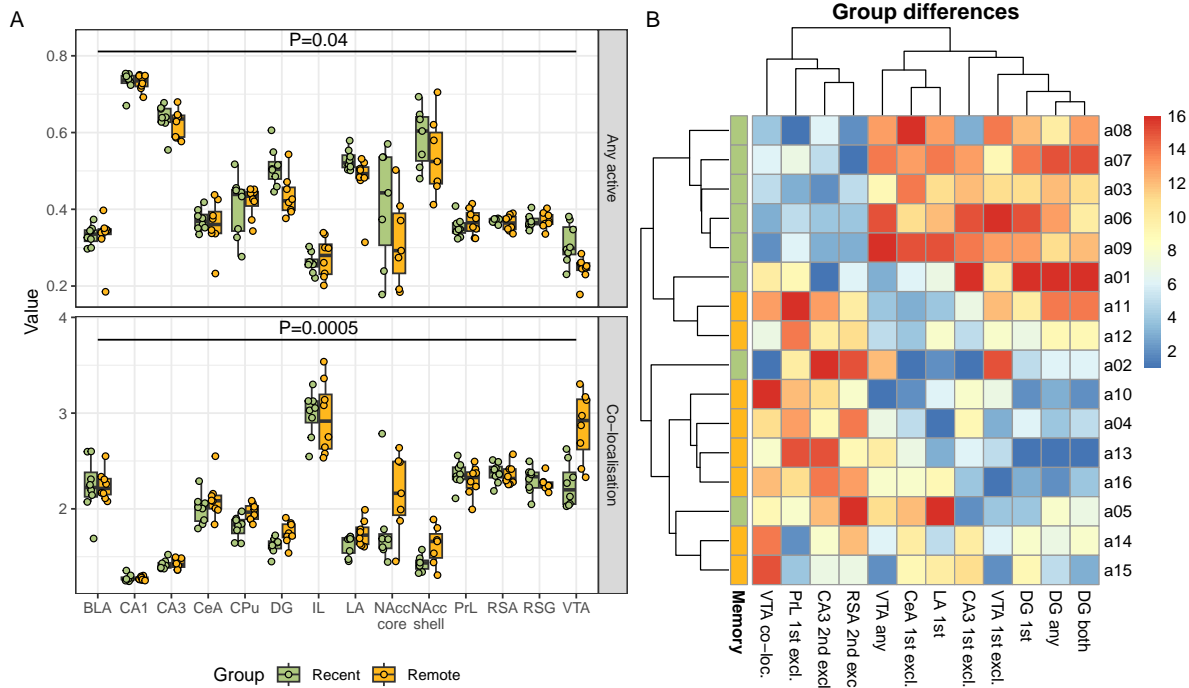 A
P=0.04
0.8
0.6
0.4
0.2
Any active
Value
P=0.0005
4
3
2
Co−localisation
BLA CA1 CA3 CeA CPu DG IL LA NAcc core NAcc shell PrL RSA RSG VTA
Group Recent Remote
B
Group differences
a08
a07
a03
a06
a09
a01
a11
a12
a02
a10
a04
a13
a16
a05
a14
a15
16
14
12
10
8
6
4
2
Memory
VTA co−loc.
PrL 1st excl.
CA3 2nd excl
RSA 2nd exc
VTA any
CeA 1st excl.
LA 1st
CA3 1st excl.
VTA 1st excl.
DG 1st
DG any
DG both